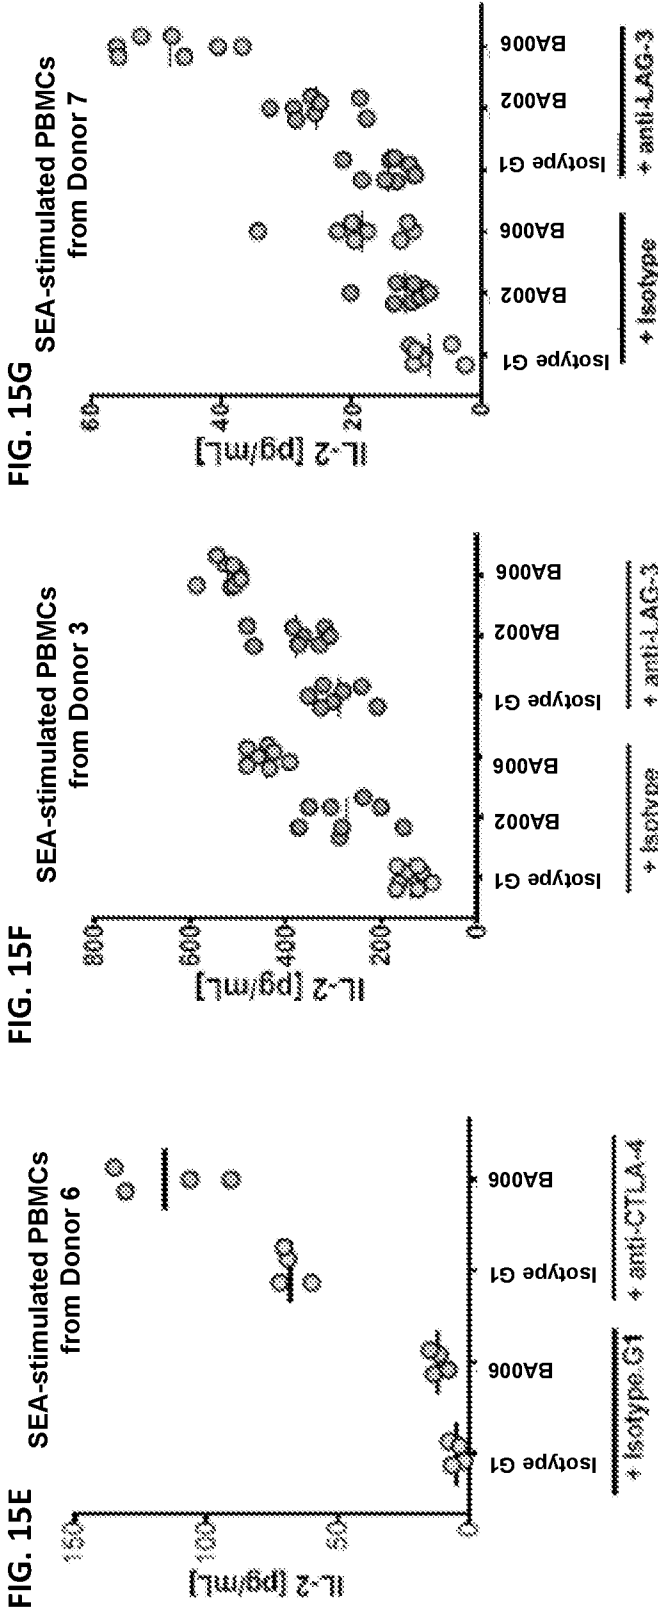 FIG. 15E
SEA-stimulated PBMCs
from Donor 6
IL-2 [pg/mL]
150
100
50
0
Isotype G1
BA006
Isotype G1
BA006
+ Isotype G1
+ anti-CTLA-4
FIG. 15F
SEA-stimulated PBMCs
from Donor 3
IL-2 [pg/mL]
800
600
400
200
0
Isotype G1
BA002
BA006
Isotype G1
BA002
BA006
+ Isotype
+ anti-LAG-3
FIG. 15G
SEA-stimulated PBMCs
from Donor 7
IL-2 [pg/mL]
60
40
20
0
Isotype G1
BA002
BA006
Isotype G1
BA002
BA006
+ Isotype
+ anti-LAG-3